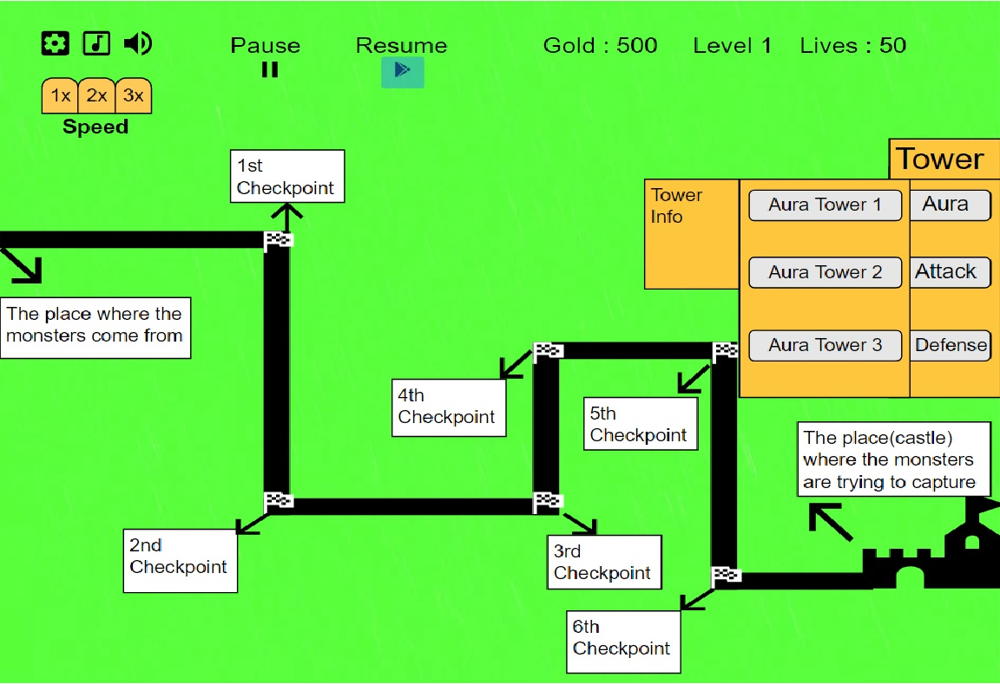 Pause
Resume
Gold : 500
Level 1
Lives : 50
1x
2x
3x
Speed
1st
Checkpoint
Tower
Tower
Info
Aura Tower 1
Aura
Aura Tower 2
Attack
Aura Tower 3
Defense
The place where the
monsters come from
4th
Checkpoint
5th
Checkpoint
The place(castle)
where the monsters
are trying to capture
2nd
Checkpoint
3rd
Checkpoint
6th
Checkpoint